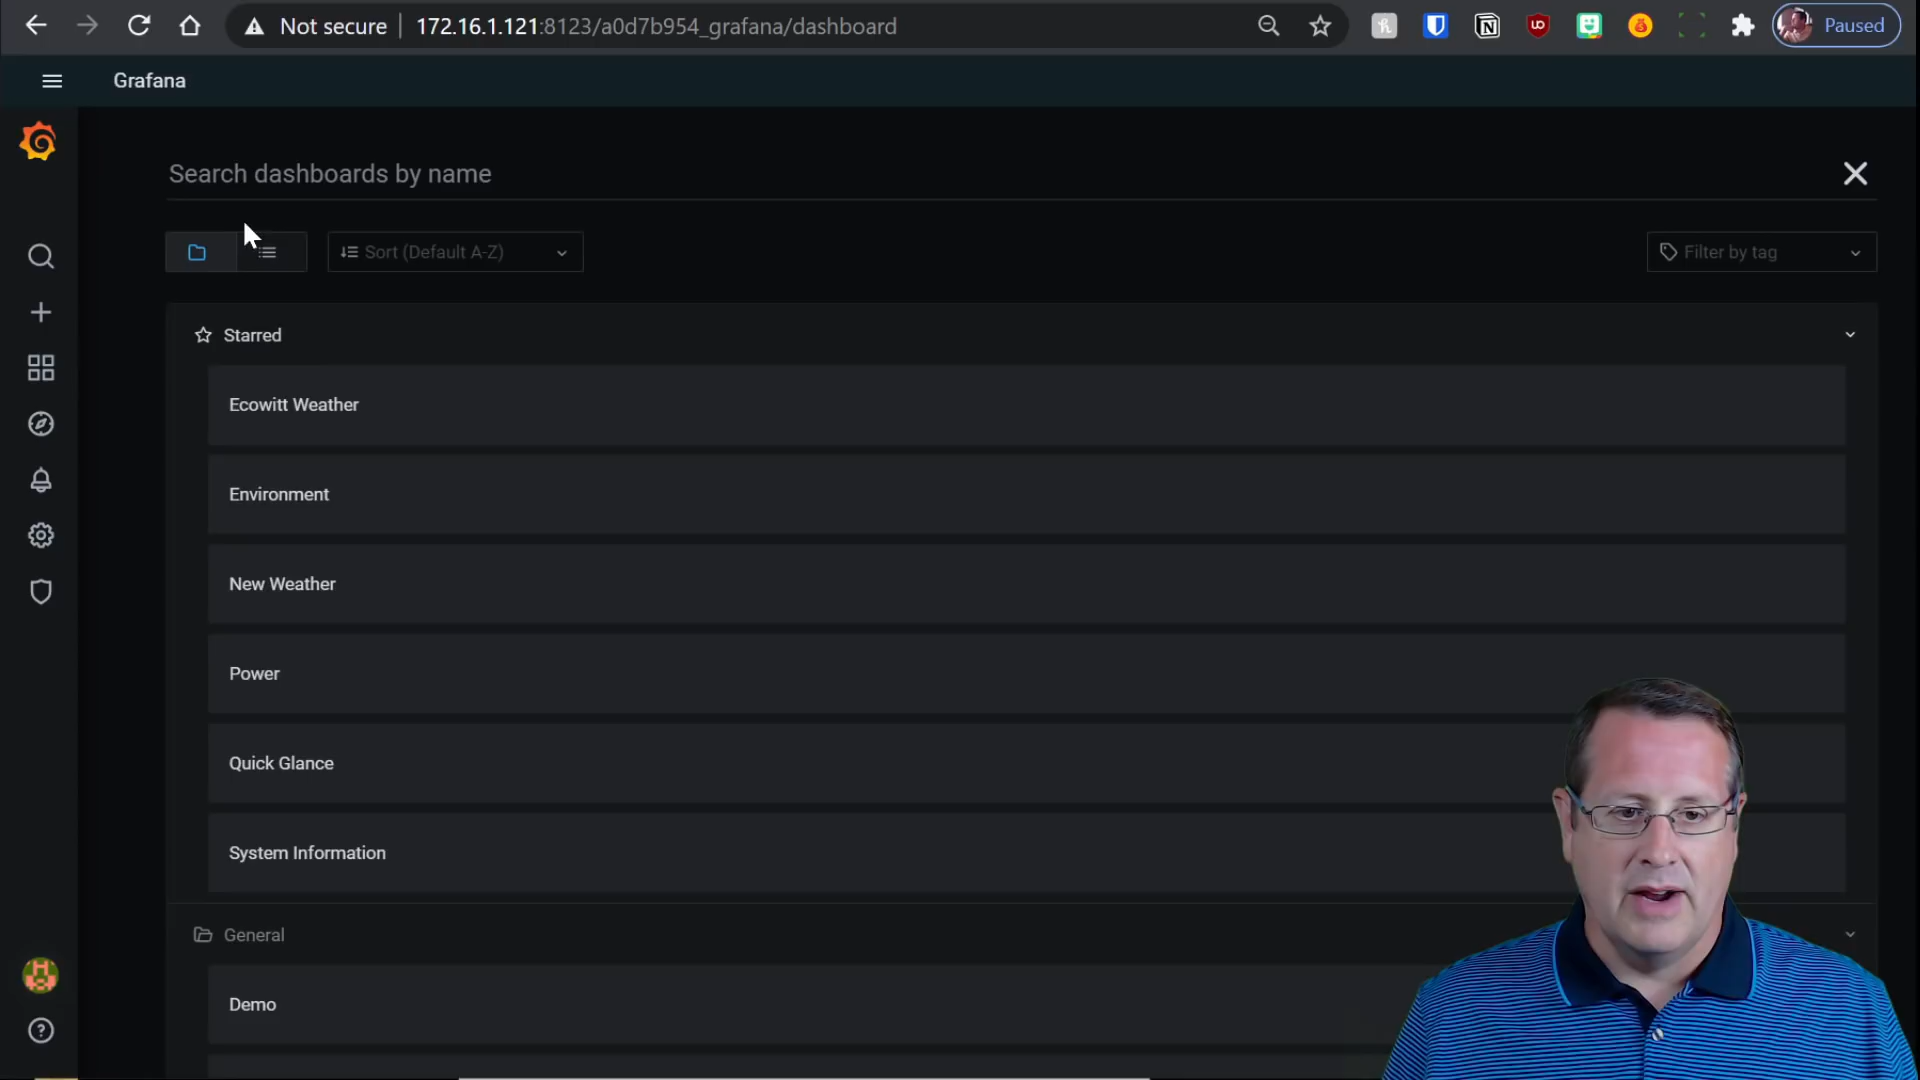 Not secure
172.16.1.121:8123/a0d7b954_grafana/dashboard
Paused
Grafana
Search dashboards by name
Sort (Default A-Z)
Filter by tag
Starred
Ecowitt Weather
Environment
New Weather
Power
Quick Glance
System Information
General
Demo